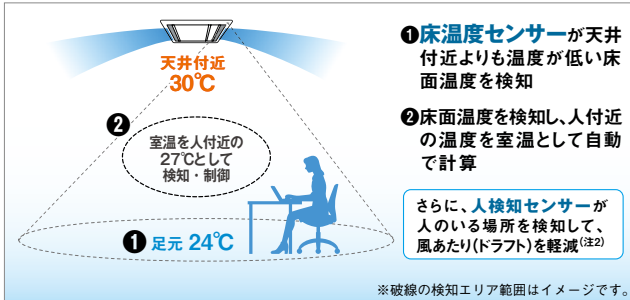 天井付近
30℃
❷
室温を人付近の
27℃として
検知・制御
❶足元 24℃
❶床温度センサーが天井
付近よりも温度が低い床
面温度を検知
❷床面温度を検知し、人付近
の温度を室温として自動
で計算
さらに、人検知センサーが
人のいる場所を検知して、
風あたり(ドラフト)を軽減(注2)
※破線の検知エリア範囲はイメージです。